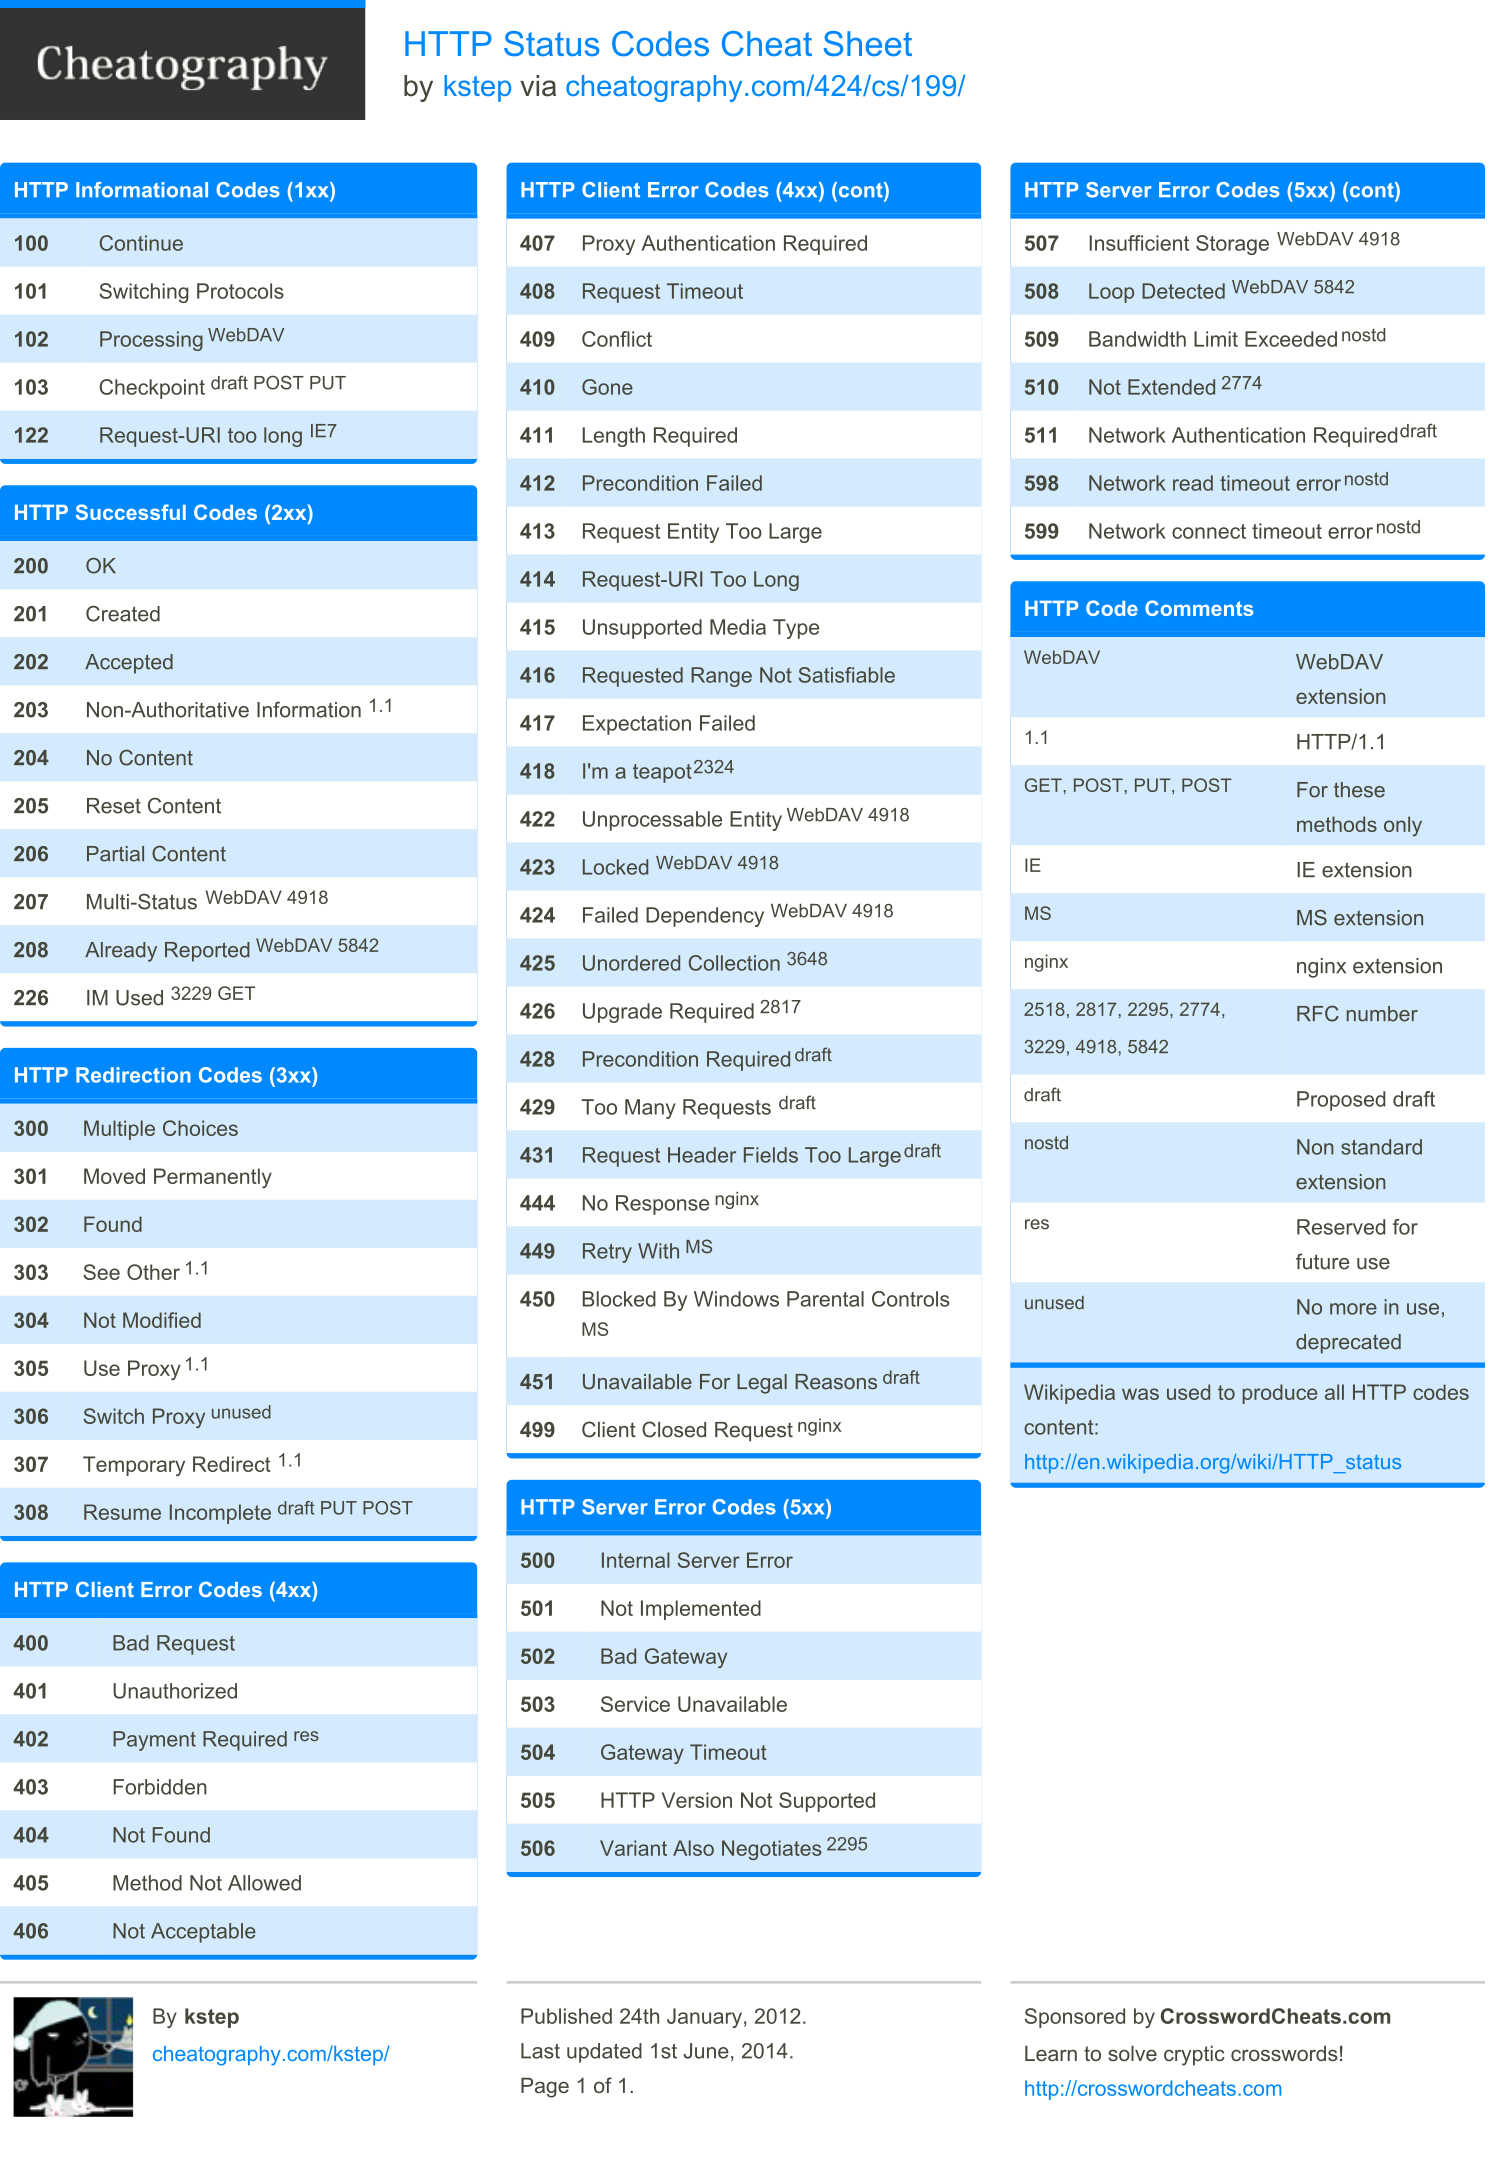 Cheatography
HTTP Status Codes Cheat Sheet
by kstep via cheatography.com/424/cs/199/
HTTP Informational Codes (1xx)
100 Continue
101 Switching Protocols
102 Processing WebDAV
103 Checkpoint draft POST PUT
122 Request-URI too long IE7
HTTP Successful Codes (2xx)
200 OK
201 Created
202 Accepted
203 Non-Authoritative Information 1.1
204 No Content
205 Reset Content
206 Partial Content
207 Multi-Status WebDAV 4918
208 Already Reported WebDAV 5842
226 IM Used 3229 GET
HTTP Redirection Codes (3xx)
300 Multiple Choices
301 Moved Permanently
302 Found
303 See Other 1.1
304 Not Modified
305 Use Proxy 1.1
306 Switch Proxy unused
307 Temporary Redirect 1.1
308 Resume Incomplete draft PUT POST
HTTP Client Error Codes (4xx)
400 Bad Request
401 Unauthorized
402 Payment Required res
403 Forbidden
404 Not Found
405 Method Not Allowed
406 Not Acceptable
HTTP Client Error Codes (4xx) (cont)
407 Proxy Authentication Required
408 Request Timeout
409 Conflict
410 Gone
411 Length Required
412 Precondition Failed
413 Request Entity Too Large
414 Request-URI Too Long
415 Unsupported Media Type
416 Requested Range Not Satisfiable
417 Expectation Failed
418 I'm a teapot 2324
422 Unprocessable Entity WebDAV 4918
423 Locked WebDAV 4918
424 Failed Dependency WebDAV 4918
425 Unordered Collection 3648
426 Upgrade Required 2817
428 Precondition Required draft
429 Too Many Requests draft
431 Request Header Fields Too Large draft
444 No Response nginx
449 Retry With MS
450 Blocked By Windows Parental Controls
MS
451 Unavailable For Legal Reasons draft
499 Client Closed Request nginx
HTTP Server Error Codes (5xx)
500 Internal Server Error
501 Not Implemented
502 Bad Gateway
503 Service Unavailable
504 Gateway Timeout
505 HTTP Version Not Supported
506 Variant Also Negotiates 2295
HTTP Server Error Codes (5xx) (cont)
507 Insufficient Storage WebDAV 4918
508 Loop Detected WebDAV 5842
509 Bandwidth Limit Exceeded nostd
510 Not Extended 2774
511 Network Authentication Required draft
598 Network read timeout error nostd
599 Network connect timeout error nostd
HTTP Code Comments
WebDAV WebDAV
extension
1.1 HTTP/1.1
GET, POST, PUT, POST For these
methods only
IE IE extension
MS MS extension
nginx nginx extension
2518, 2817, 2295, 2774, RFC number
3229, 4918, 5842
draft Proposed draft
nostd Non standard
extension
res Reserved for
future use
unused No more in use,
deprecated
Wikipedia was used to produce all HTTP codes
content:
http://en.wikipedia.org/wiki/HTTP_status
By kstep
cheatography.com/kstep/
Published 24th January, 2012.
Last updated 1st June, 2014.
Page 1 of 1.
Sponsored by CrosswordCheats.com
Learn to solve cryptic crosswords!
http://crosswordcheats.com